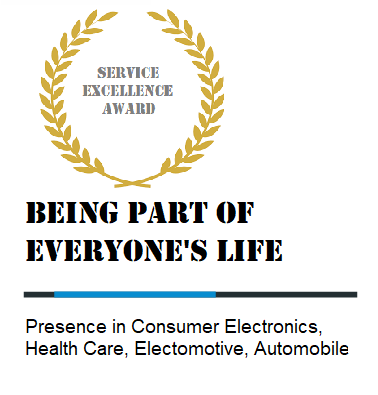 SERVICE
EXCELLENCE
AWARD
BEING PART OF
EVERYONE'S LIFE
Presence in Consumer Electronics,
Health Care, Electomotive, Automobile